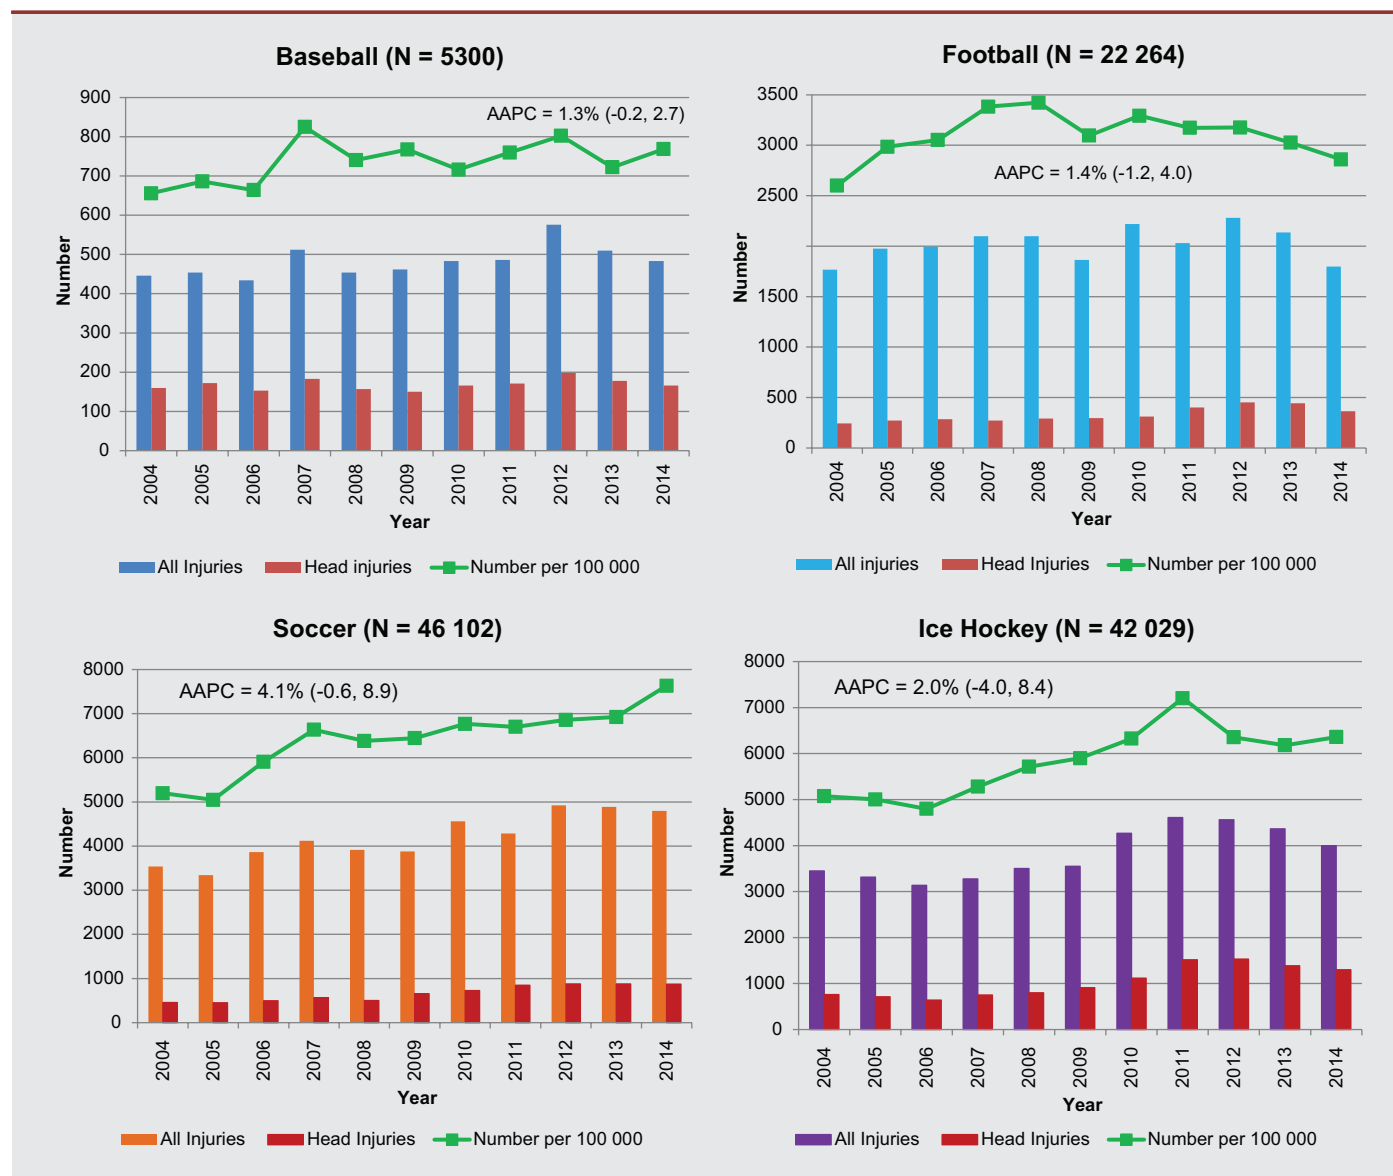 Baseball (N = 5300)
AAPC = 1.3% (-0.2, 2.7)
900
800
700
600
500
400
300
200
100
0
Number
2004 2005 2006 2007 2008 2009 2010 2011 2012 2013 2014
Year
All Injuries Head injuries Number per 100 000
Football (N = 22 264)
AAPC = 1.4% (-1.2, 4.0)
3500
3000
2500
1500
1000
500
0
Number
2004 2005 2006 2007 2008 2009 2010 2011 2012 2013 2014
Year
All injuries Head Injuries Number per 100 000
Soccer (N = 46 102)
AAPC = 4.1% (-0.6, 8.9)
8000
7000
6000
5000
4000
3000
2000
1000
0
Number
2004 2005 2006 2007 2008 2009 2010 2011 2012 2013 2014
Year
All Injuries Head Injuries Number per 100 000
Ice Hockey (N = 42 029)
AAPC = 2.0% (-4.0, 8.4)
8000
7000
6000
5000
4000
3000
2000
1000
0
Number
2004 2005 2006 2007 2008 2009 2010 2011 2012 2013 2014
Year
All Injuries Head Injuries Number per 100 000